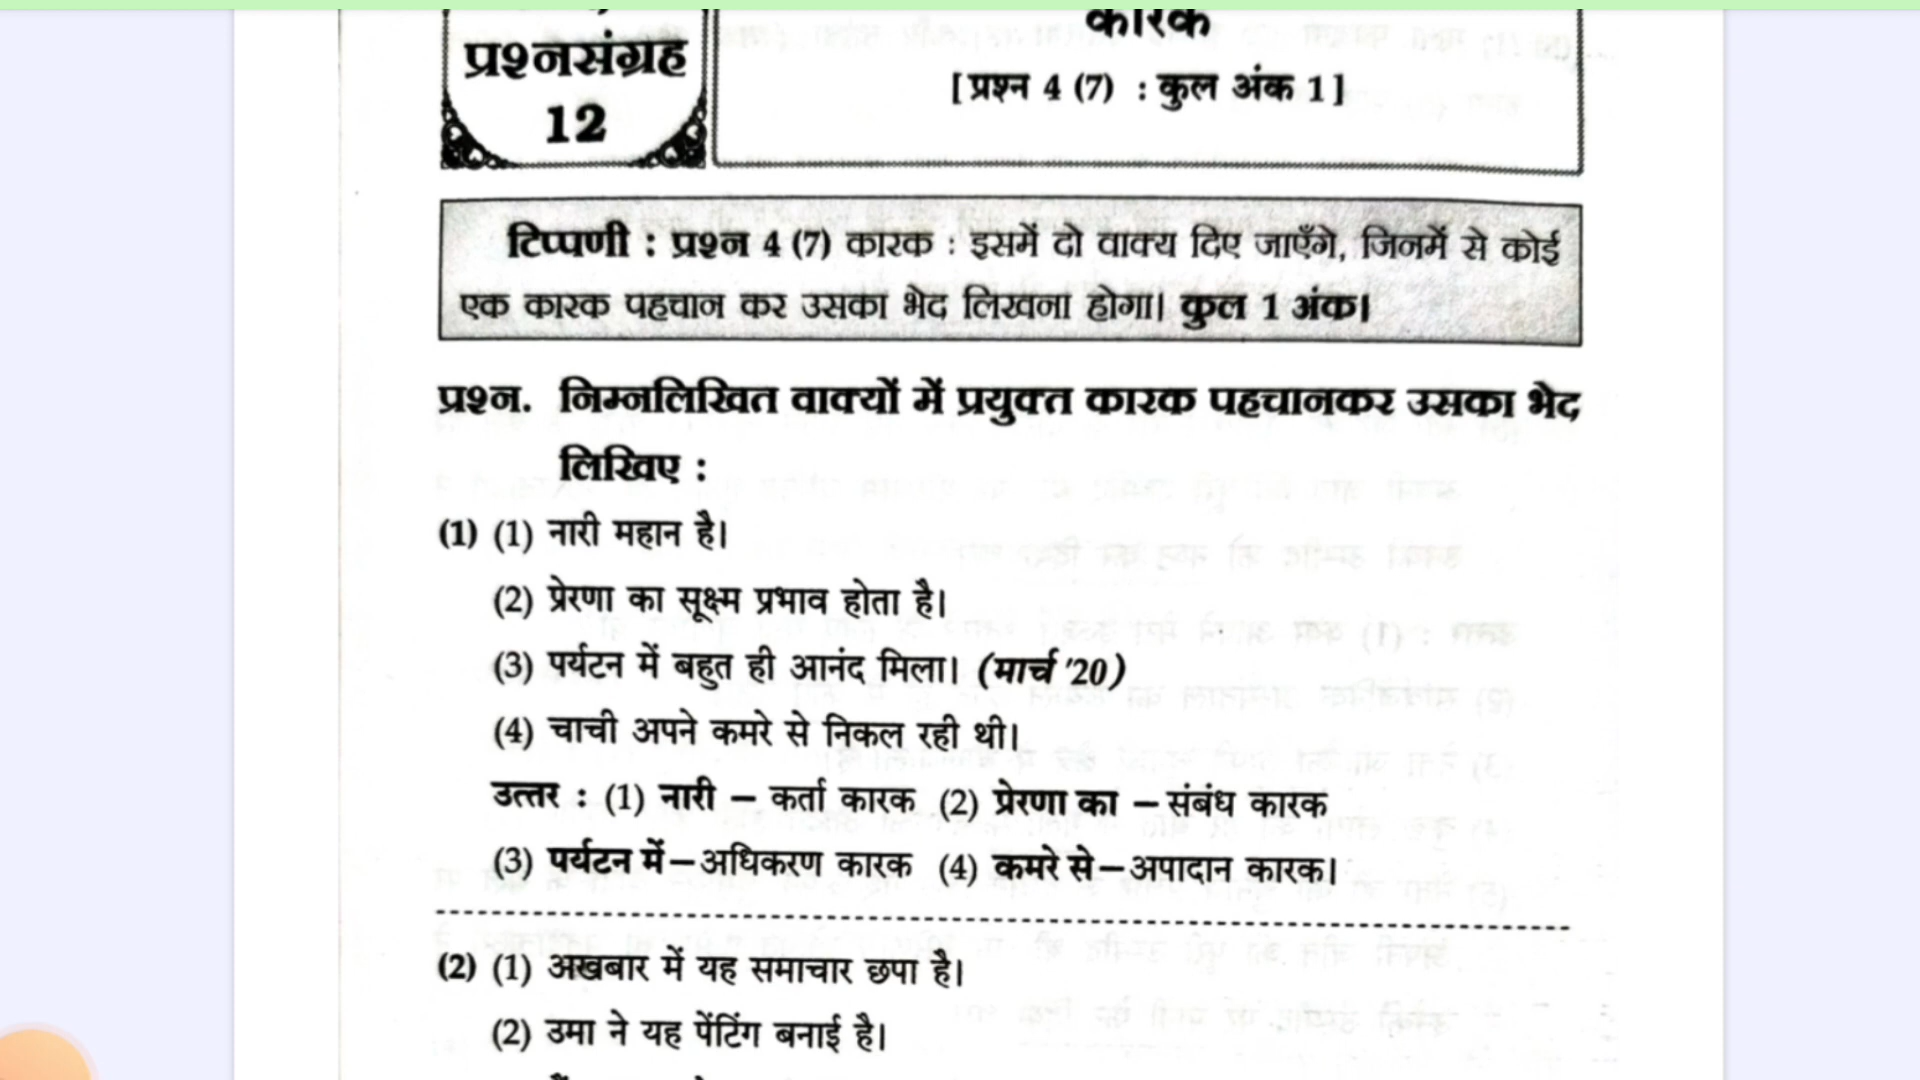 कारक
प्रश्नसंग्रह
12
[ प्रश्न 4 (7) : कुल अंक 1 ]
टिप्पणी : प्रश्न 4 (7) कारक : इसमें दो वाक्य दिए जाएँगे, जिनमें से कोई
एक कारक पहचान कर उसका भेद लिखना होगा। कुल 1 अंक।
प्रश्न. निम्नलिखित वाक्यों में प्रयुक्त कारक पहचानकर उसका भेद
लिखिए :
(1) (1) नारी महान है।
(2) प्रेरणा का सूक्ष्म प्रभाव होता है।
(3) पर्यटन में बहुत ही आनंद मिला। (मार्च '20)
(4) चाची अपने कमरे से निकल रही थी।
उत्तर : (1) नारी – कर्ता कारक (2) प्रेरणा का – संबंध कारक
(3) पर्यटन में – अधिकरण कारक (4) कमरे से – अपादान कारक।
(2) (1) अखबार में यह समाचार छपा है।
(2) उमा ने यह पेंटिंग बनाई है।